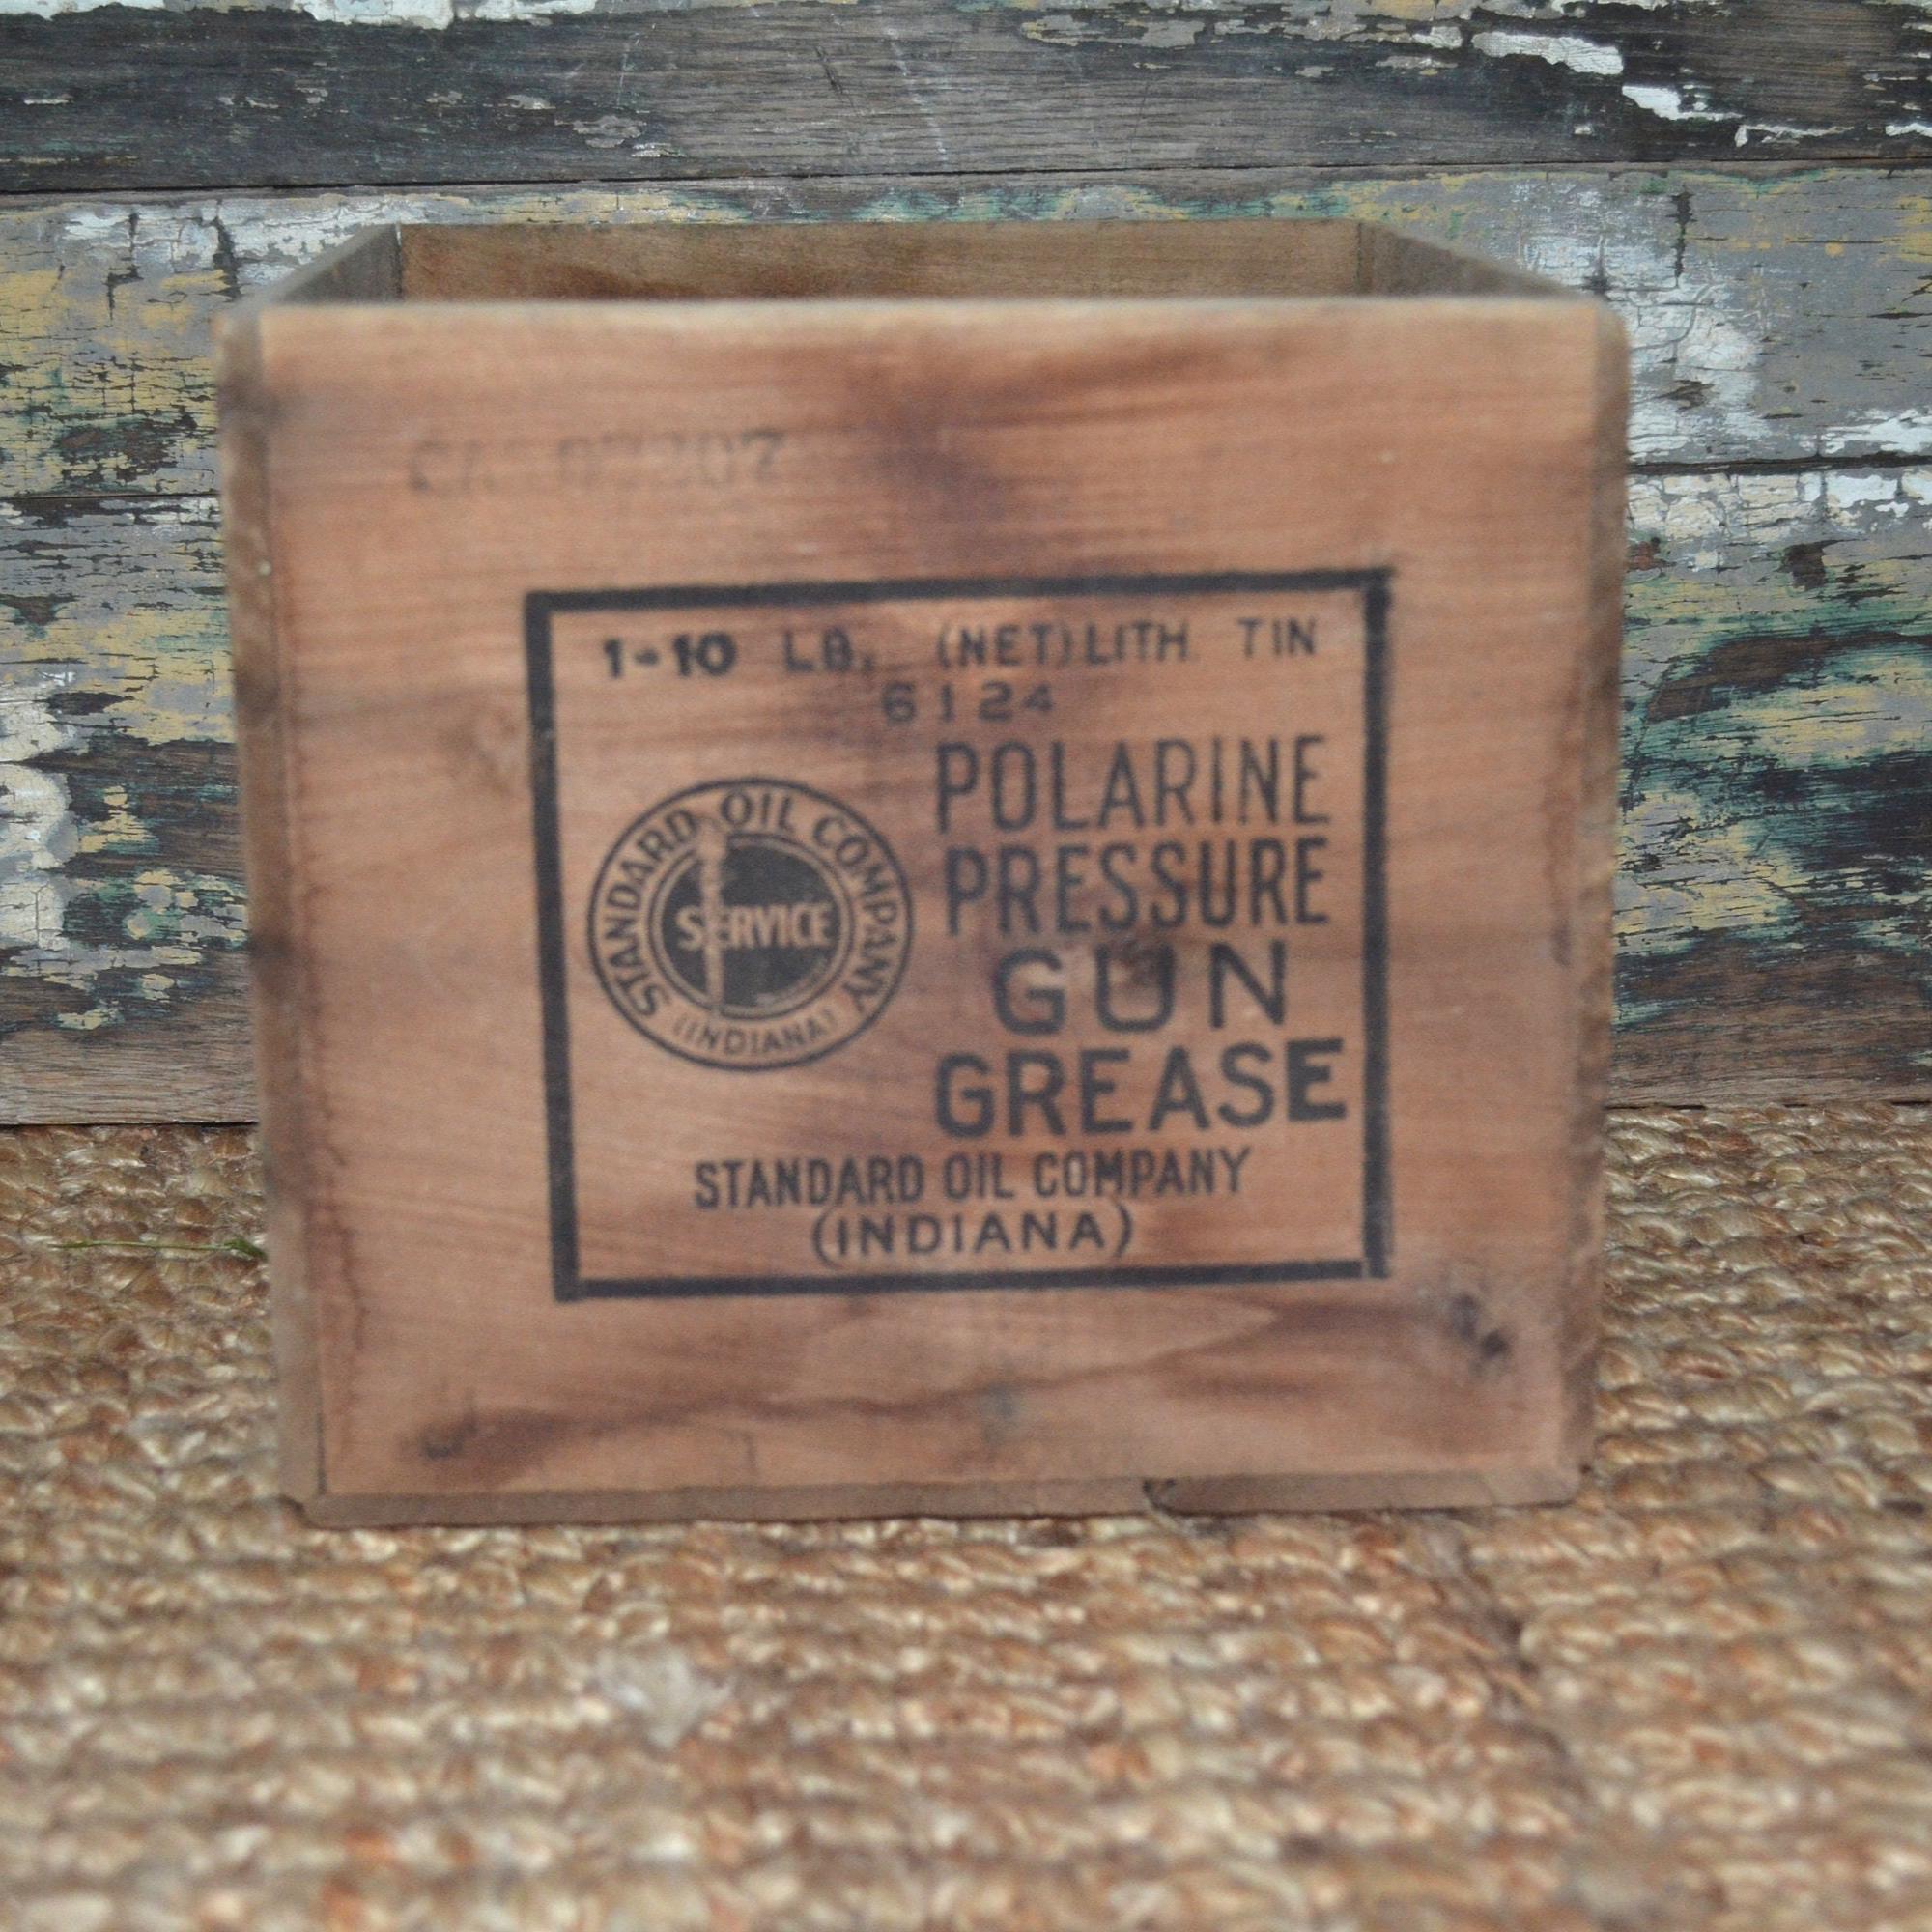 1-10 LB. (NET) LITH. TIN
6124
STANDARD OIL COMPANY
SERVICE
(INDIANA)
POLARINE
PRESSURE
GUN
GREASE
STANDARD OIL COMPANY
(INDIANA)